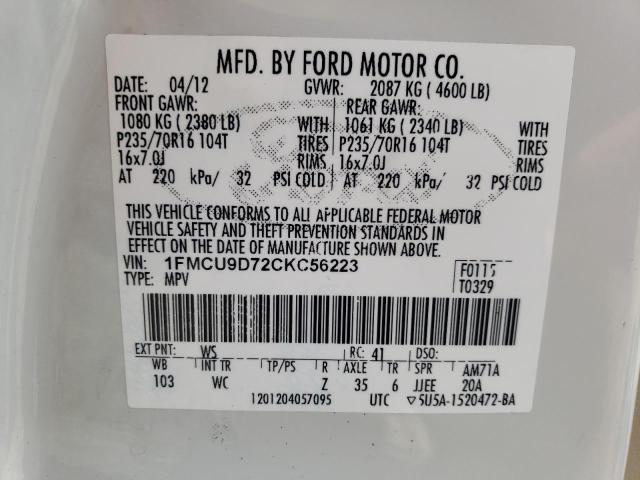 MFD. BY FORD MOTOR CO.
DATE: 04/12 GVWR: 2087 KG ( 4600 LB)
FRONT GAWR: REAR GAWR:
1080 KG ( 2380 LB) 1061 KG ( 2340 LB) WITH
P235/70R16 104T TIRES P235/70R16 104T TIRES
16x7.0J RIMS 16x7.0J RIMS
AT 220 kPa/ 32 PSI COLD AT 220 kPa/ 32 PSI COLD
THIS VEHICLE CONFORMS TO ALL APPLICABLE FEDERAL MOTOR
VEHICLE SAFETY AND THEFT PREVENTION STANDARDS IN
EFFECT ON THE DATE OF MANUFACTURE SHOWN ABOVE.
VIN: 1FMCU9D72CKC56223 F0115
TYPE: MPV T0329
EXT PNT: WS RC: 41 DSO:
WB INT TR TP/PS R AXLE TR SPR AM71A
103 WC Z 35 6 JJEE 20A
1201204057095 UTC ▽5U5A-1520472-BA